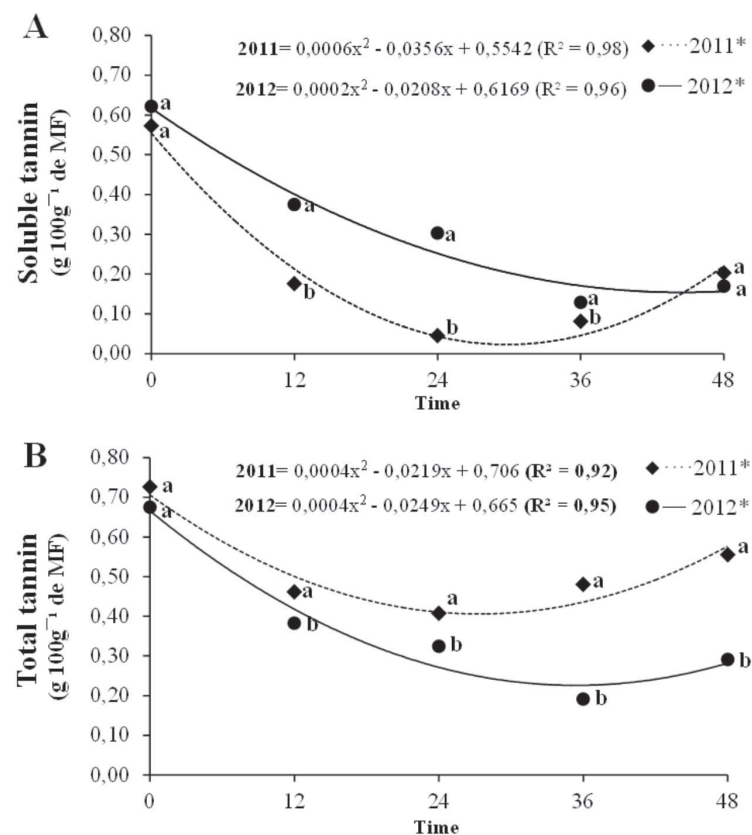 A
2011= 0,0006x² - 0,0356x + 0,5542 (R² = 0,98)
2011*
2012= 0,0002x² - 0,0208x + 0,6169 (R² = 0,96)
2012*
Soluble tannin
(g 100g⁻¹ de MF)
0,80
0,70
0,60
0,50
0,40
0,30
0,20
0,10
0,00
a
a
a
b
a
b
a
b
a
a
0
12
24
36
48
Time
B
2011= 0,0004x² - 0,0219x + 0,706 (R² = 0,92)
2011*
2012= 0,0004x² - 0,0249x + 0,665 (R² = 0,95)
2012*
Total tannin
(g 100g⁻¹ de MF)
0,80
0,70
0,60
0,50
0,40
0,30
0,20
0,10
0,00
a
a
a
b
a
b
a
b
a
b
0
12
24
36
48
Time